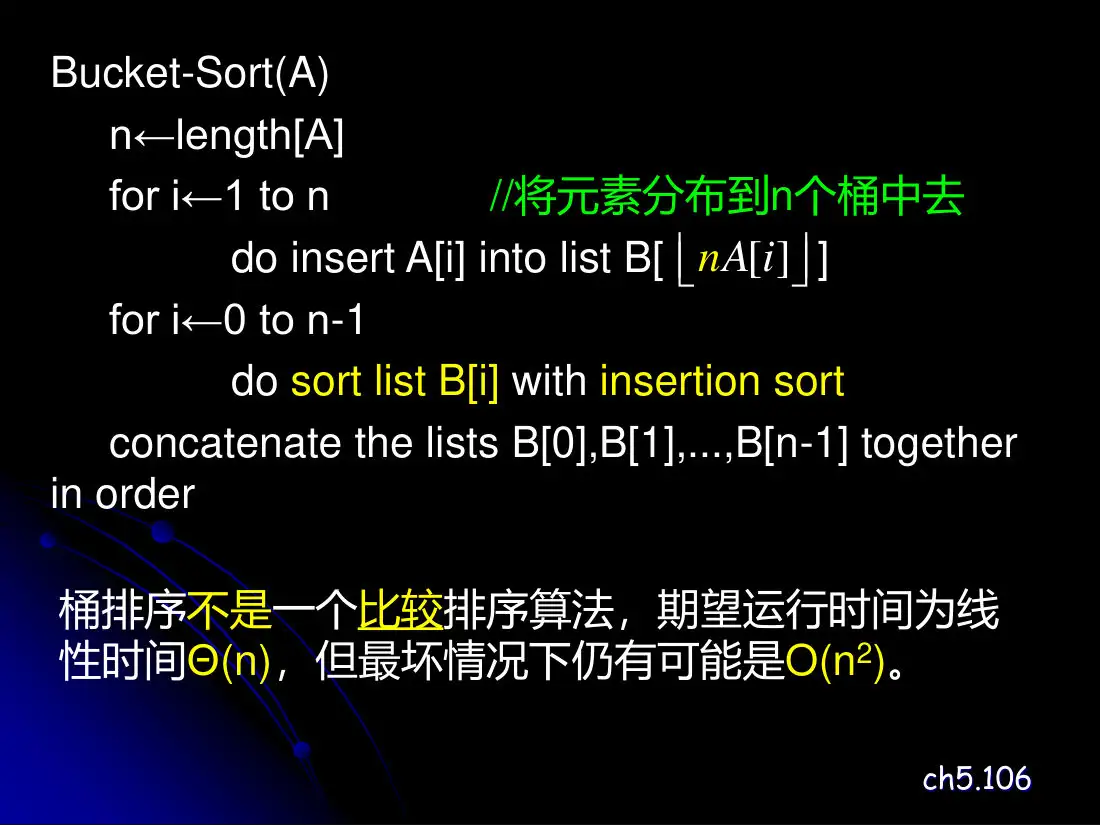 Bucket-Sort(A)
n←length[A]
for i←1 to n //将元素分布到n个桶中去
do insert A[i] into list B[⌊nA[i]⌋]
for i←0 to n-1
do sort list B[i] with insertion sort
concatenate the lists B[0],B[1],...,B[n-1] together
in order
桶排序不是一个比较排序算法，期望运行时间为线
性时间Θ(n)，但最坏情况下仍有可能是O(n²)。
ch5.106